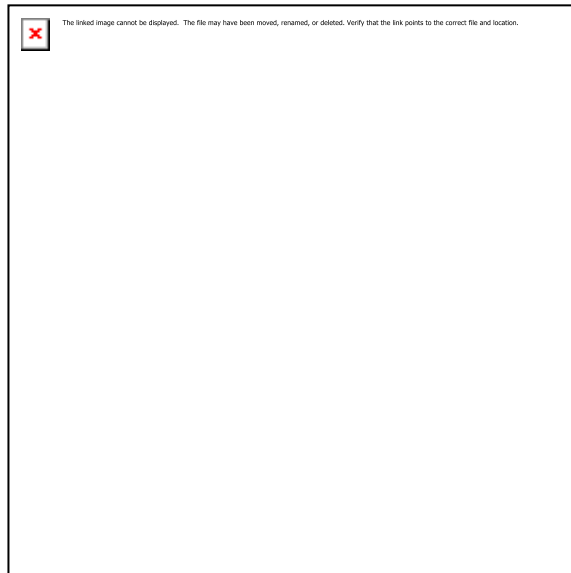 The linked image cannot be displayed.  The file may have been moved, renamed, or deleted. Verify that the link points to the correct file and location.